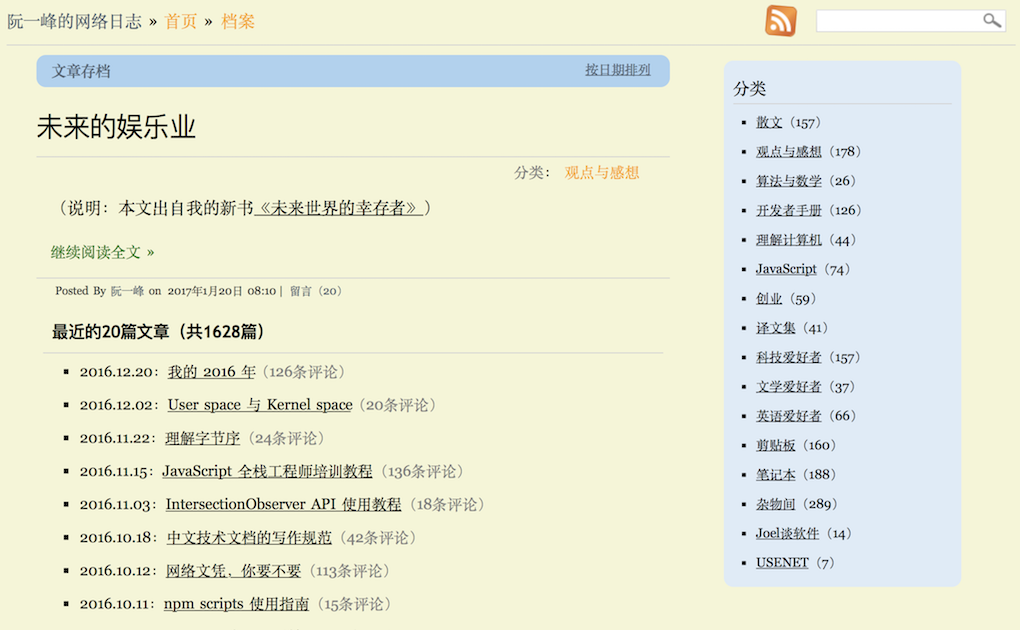 阮一峰的网络日志 » 首页 » 档案
文章存档
按日期排列
未来的娱乐业
分类： 观点与感想
（说明：本文出自我的新书《未来世界的幸存者》）
继续阅读全文 »
Posted By 阮一峰 on 2017年1月20日 08:10 | 留言（20）
最近的20篇文章（共1628篇）
2016.12.20：我的 2016 年（126条评论）
2016.12.02：User space 与 Kernel space（20条评论）
2016.11.22：理解字节序（24条评论）
2016.11.15：JavaScript 全栈工程师培训教程（136条评论）
2016.11.03：IntersectionObserver API 使用教程（18条评论）
2016.10.18：中文技术文档的写作规范（42条评论）
2016.10.12：网络文凭，你要不要（113条评论）
2016.10.11：npm scripts 使用指南（15条评论）
分类
散文（157）
观点与感想（178）
算法与数学（26）
开发者手册（126）
理解计算机（44）
JavaScript（74）
创业（59）
译文集（41）
科技爱好者（157）
文学爱好者（37）
英语爱好者（66）
剪贴板（160）
笔记本（188）
杂物间（289）
Joel谈软件（14）
USENET（7）